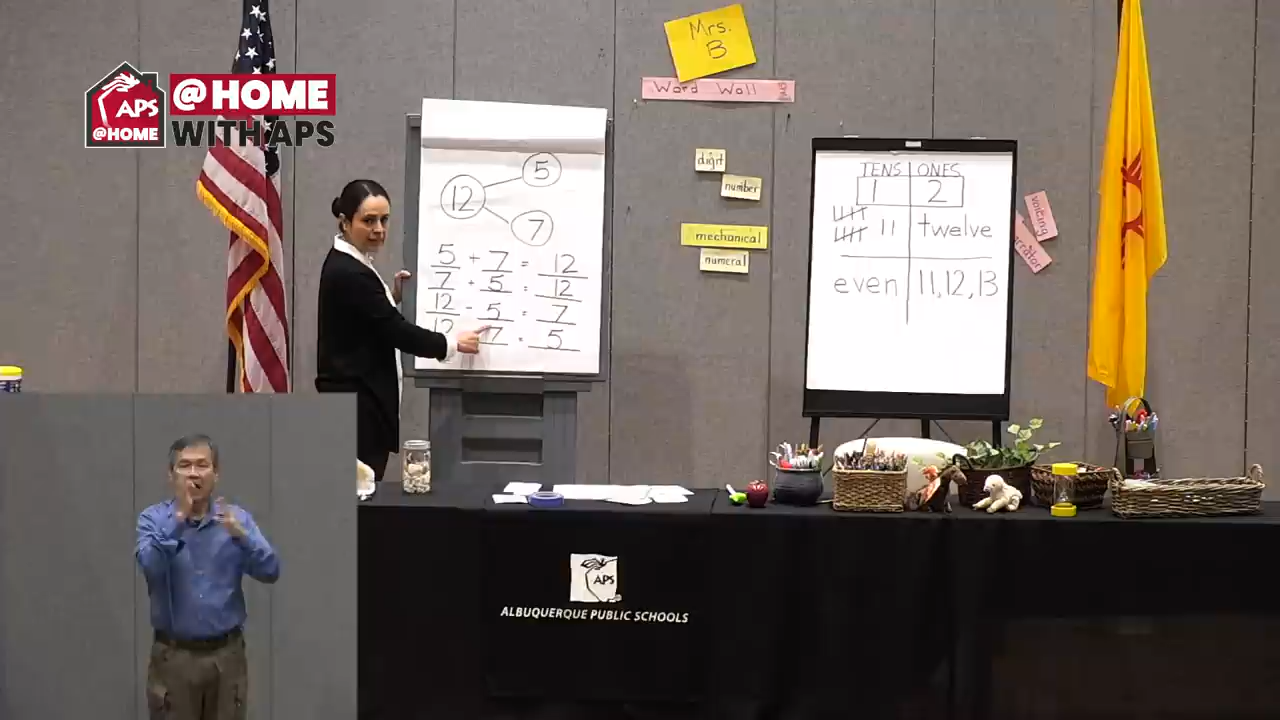 @HOME
WITH APS
APS
@HOME
Mrs.
B
Word Wall
digit
number
mechanical
numeral
12
5
7
5 + 7 = 12
7 + 5 = 12
12 - 5 = 7
12 7 = 5
TENS ONES
1 2
11 twelve
even 11, 12, 13
APS
ALBUQUERQUE PUBLIC SCHOOLS